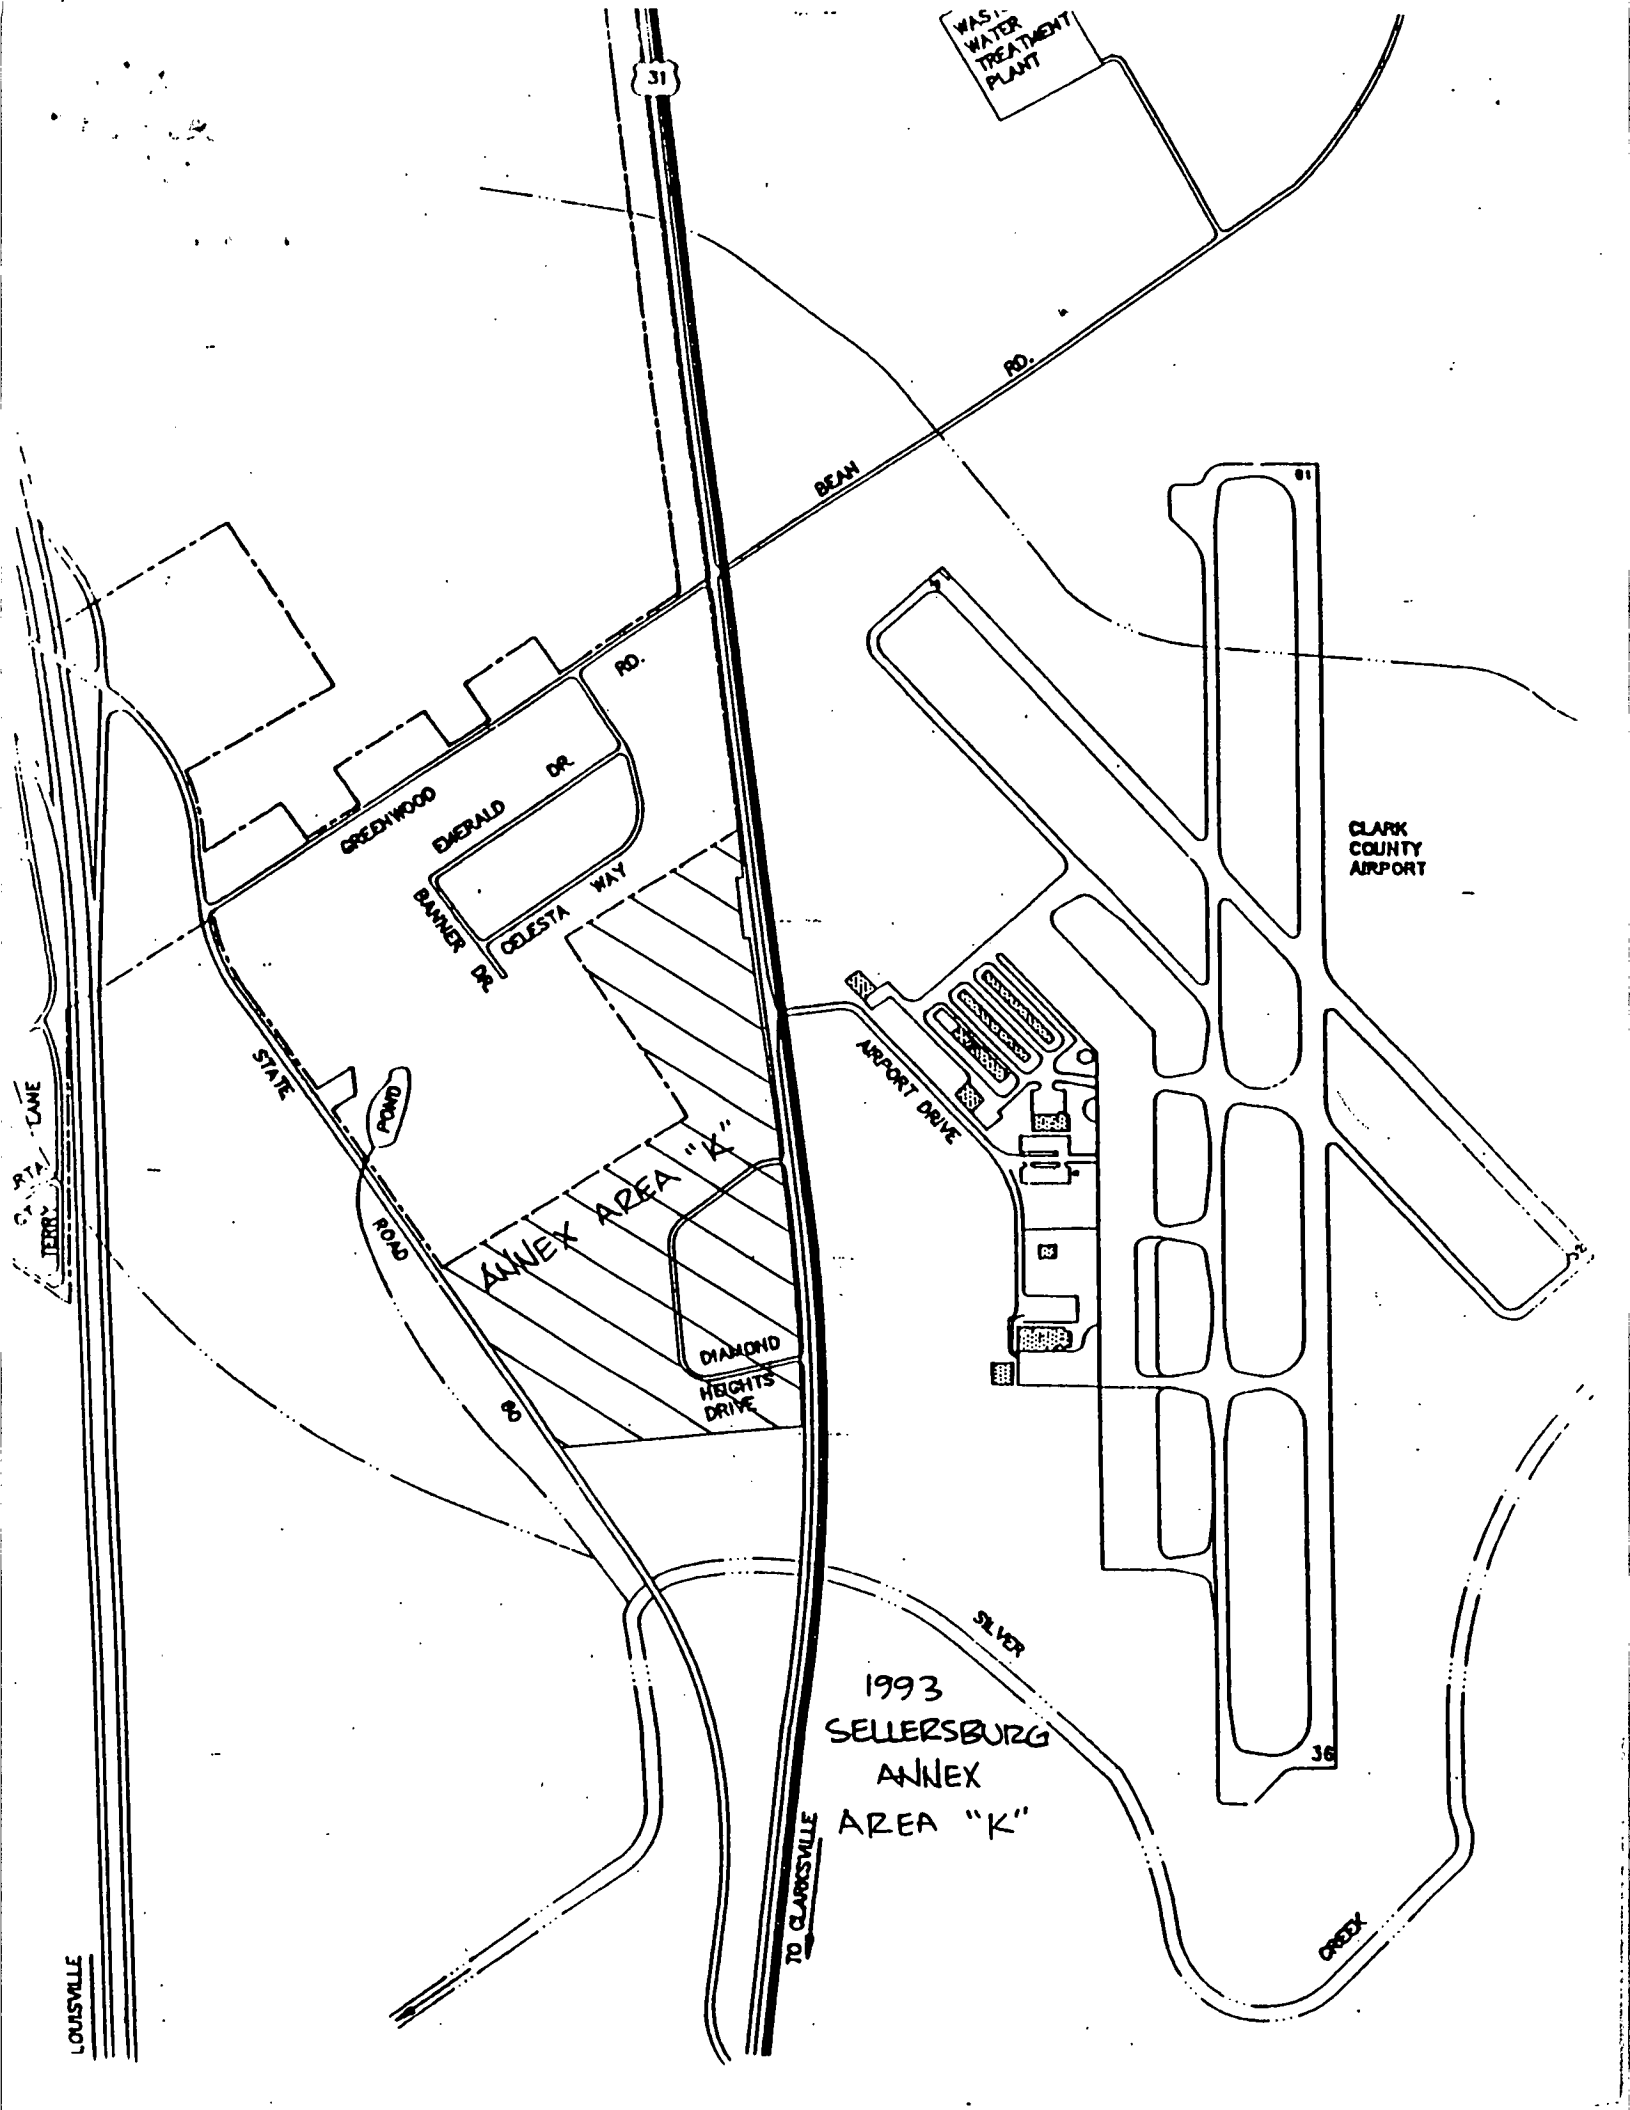 WATER
TREATMENT
PLANT
31
RD.
BEAN
RD.
GREENWOOD
EMERALD DR.
BANNER DR.
CELESTA WAY
CLARK
COUNTY
AIRPORT
STATE
ROAD
60
POND
LANE
TERRY
AIRPORT DRIVE
ANNEX AREA "K"
DIAMOND
HEIGHTS
DRIVE
SILVER
CREEK
36
1993
SELLERSBURG
ANNEX
AREA "K"
TO CLARKSVILLE
LOUISVILLE